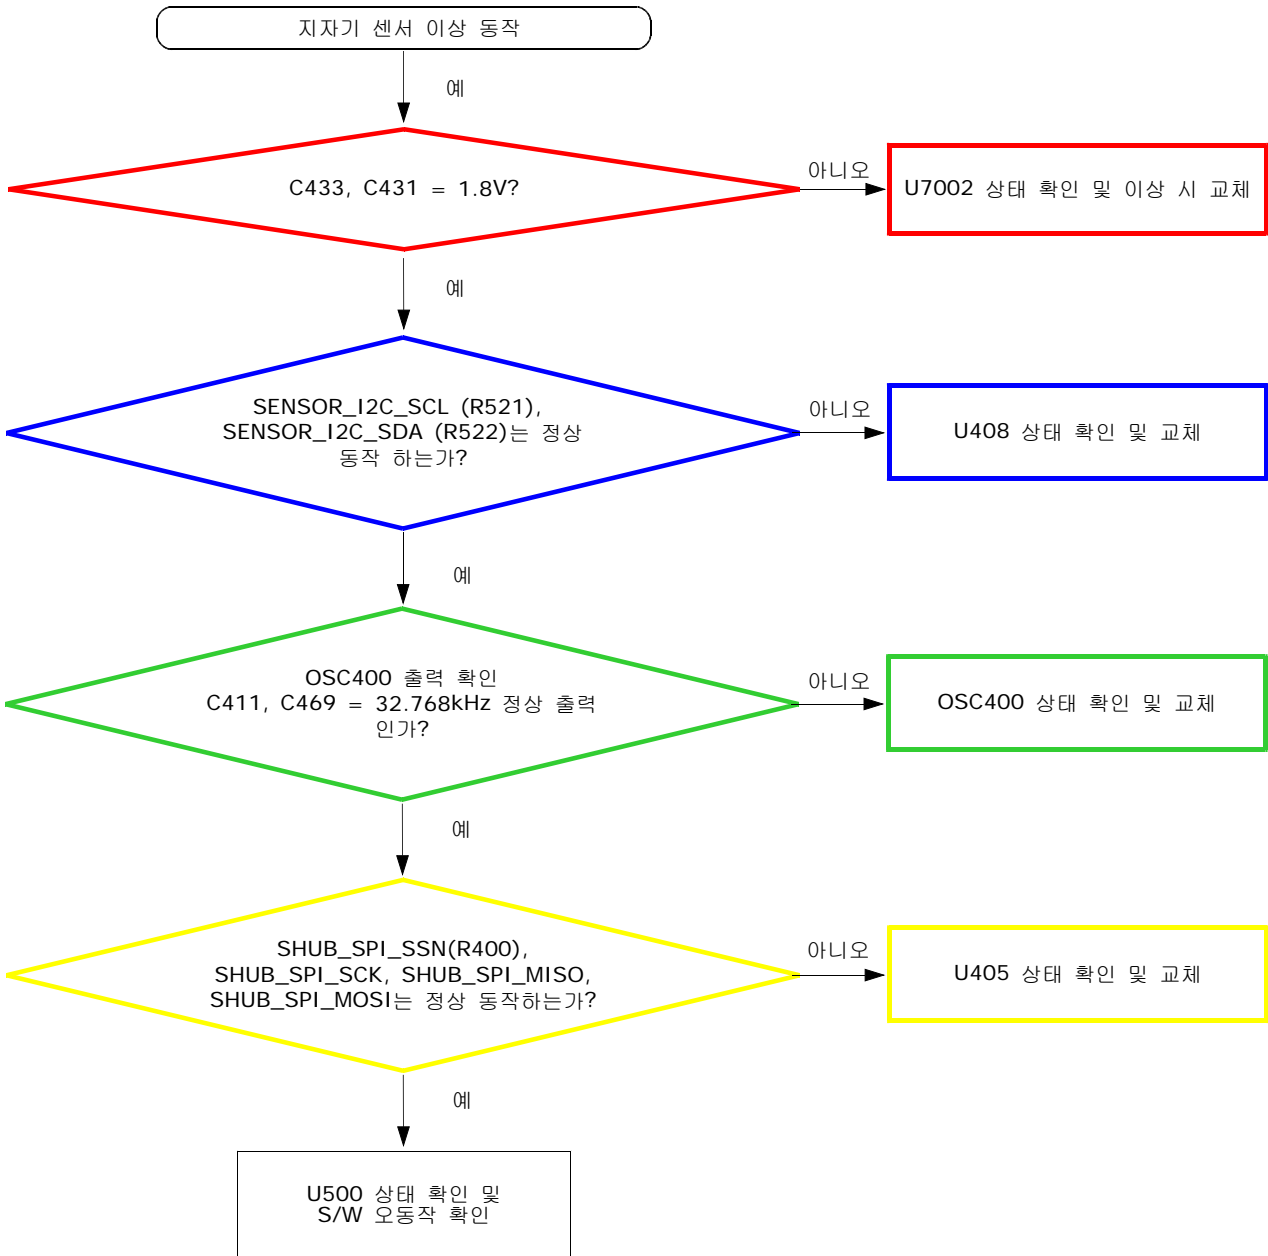 지자기 센서 이상 동작
예
C433, C431 = 1.8V?
아니오
U7002 상태 확인 및 이상 시 교체
예
SENSOR_I2C_SCL (R521),
SENSOR_I2C_SDA (R522)는 정상
동작 하는가?
아니오
U408 상태 확인 및 교체
예
OSC400 출력 확인
C411, C469 = 32.768kHz 정상 출력
인가?
아니오
OSC400 상태 확인 및 교체
예
SHUB_SPI_SSN(R400),
SHUB_SPI_SCK, SHUB_SPI_MISO,
SHUB_SPI_MOSI는 정상 동작하는가?
아니오
U405 상태 확인 및 교체
예
U500 상태 확인 및
S/W 오동작 확인